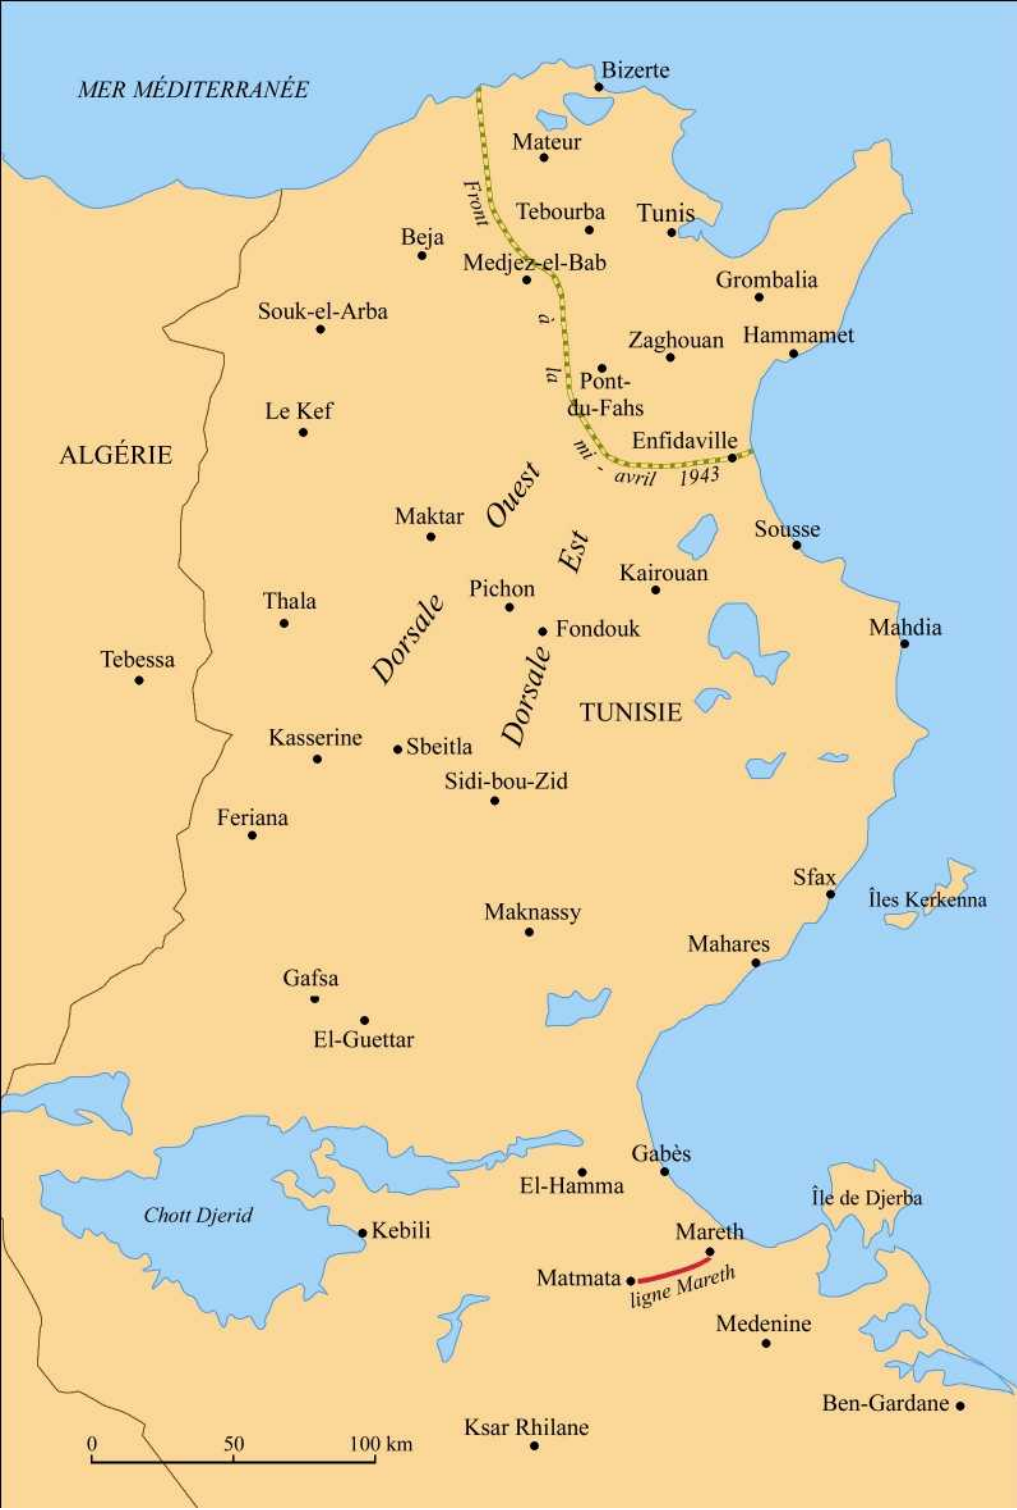 MER MÉDITERRANÉE
Bizerte
Mateur
Front
à
la
mi-
avril
1943
Tebourba
Tunis
Beja
Medjez-el-Bab
Grombalia
Souk-el-Arba
Zaghouan
Hammamet
Pont-
du-Fahs
Le Kef
Enfidaville
ALGÉRIE
Dorsale Ouest
Maktar
Sousse
Dorsale Est
Kairouan
Pichon
Thala
Fondouk
Mahdia
Tebessa
TUNISIE
Kasserine
Sbeitla
Sidi-bou-Zid
Feriana
Sfax
Îles Kerkenna
Maknassy
Mahares
Gafsa
El-Guettar
Gabès
El-Hamma
Île de Djerba
Chott Djerid
Kebili
Mareth
Matmata
ligne Mareth
Medenine
Ben-Gardane
Ksar Rhilane
0 50 100 km